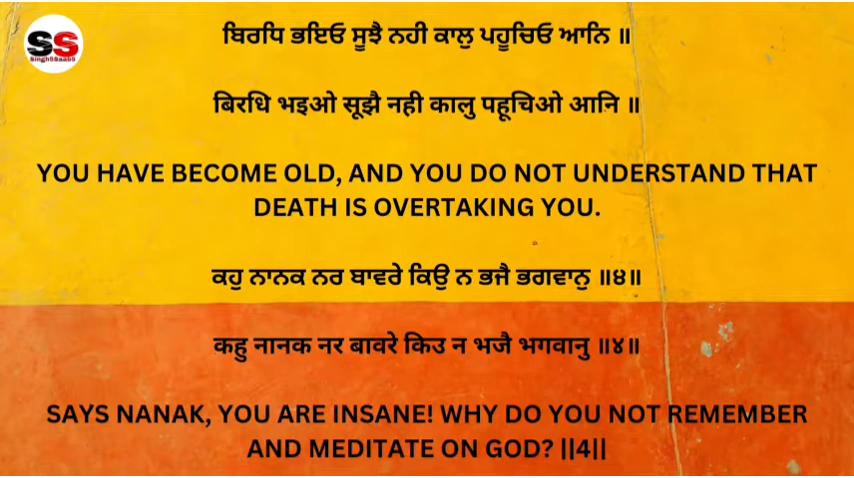 SS
Singh5Saab5
ਬਿਰਧਿ ਭਇਓ ਸੂਝੈ ਨਹੀ ਕਾਲੁ ਪਹੂਚਿਓ ਆਨਿ ॥
बिरधि भइओ सूझै नही कालु पहूचिओ आनि ॥
YOU HAVE BECOME OLD, AND YOU DO NOT UNDERSTAND THAT
DEATH IS OVERTAKING YOU.
ਕਹੁ ਨਾਨਕ ਨਰ ਬਾਵਰੇ ਕਿਉ ਨ ਭਜੈ ਭਗਵਾਨੁ ॥੪॥
कहु नानक नर बावरे किउ न भजै भगवानु ॥४॥
SAYS NANAK, YOU ARE INSANE! WHY DO YOU NOT REMEMBER
AND MEDITATE ON GOD? ||4||